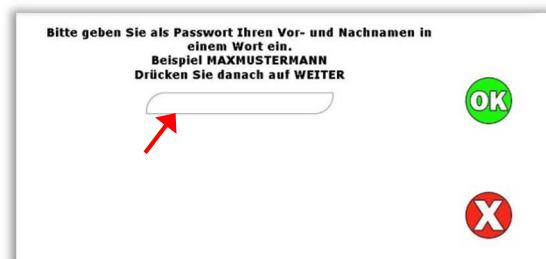 Bitte geben Sie als Passwort Ihren Vor- und Nachnamen in
einem Wort ein.
Beispiel MAXMUSTERMANN
Drücken Sie danach auf WEITER
OK
X